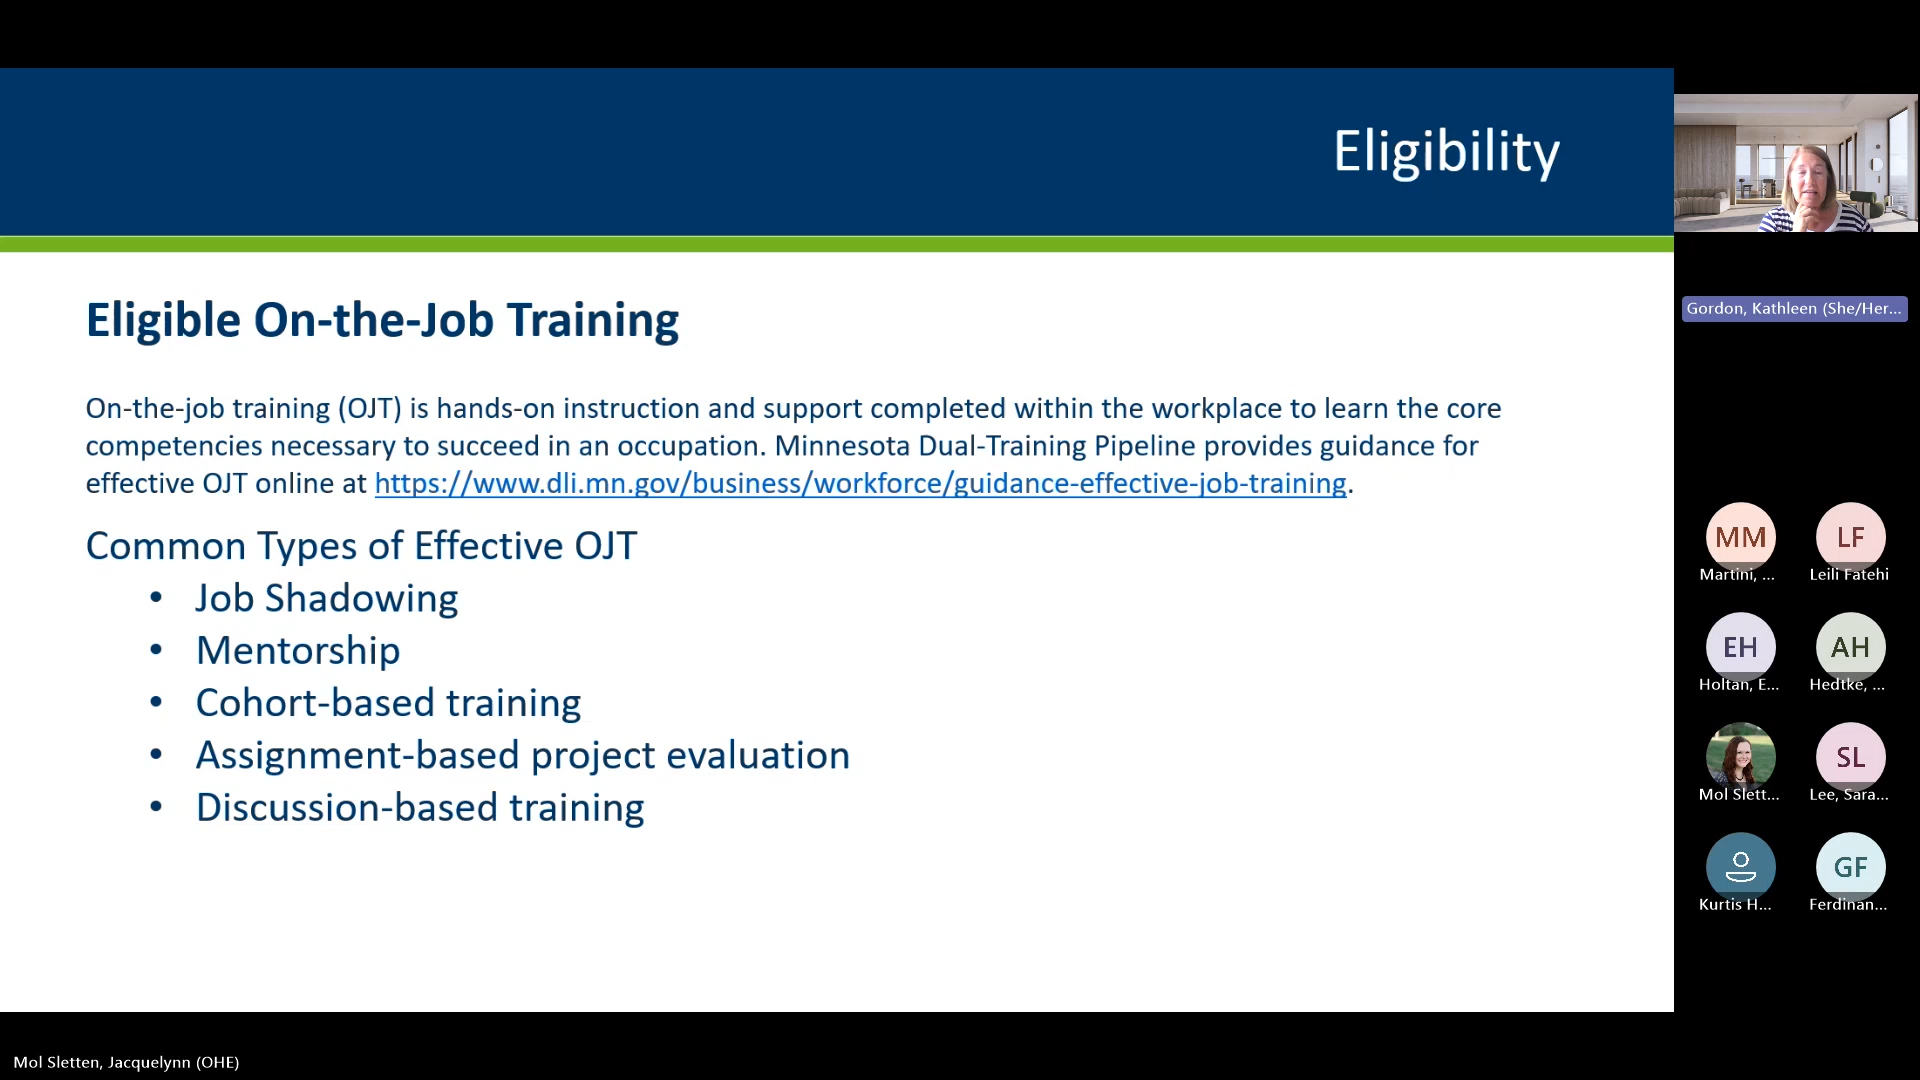 Eligibility
Eligible On-the-Job Training
On-the-job training (OJT) is hands-on instruction and support completed within the workplace to learn the core
competencies necessary to succeed in an occupation. Minnesota Dual-Training Pipeline provides guidance for
effective OJT online at https://www.dli.mn.gov/business/workforce/guidance-effective-job-training.
Common Types of Effective OJT
• Job Shadowing
• Mentorship
• Cohort-based training
• Assignment-based project evaluation
• Discussion-based training
Gordon, Kathleen (She/Her...
MM
Martini, ...
LF
Leili Fatehi
EH
Holtan, E...
AH
Hedtke, ...
Mol Slett...
SL
Lee, Sara...
Kurtis H...
GF
Ferdinan...
Mol Sletten, Jacquelynn (OHE)